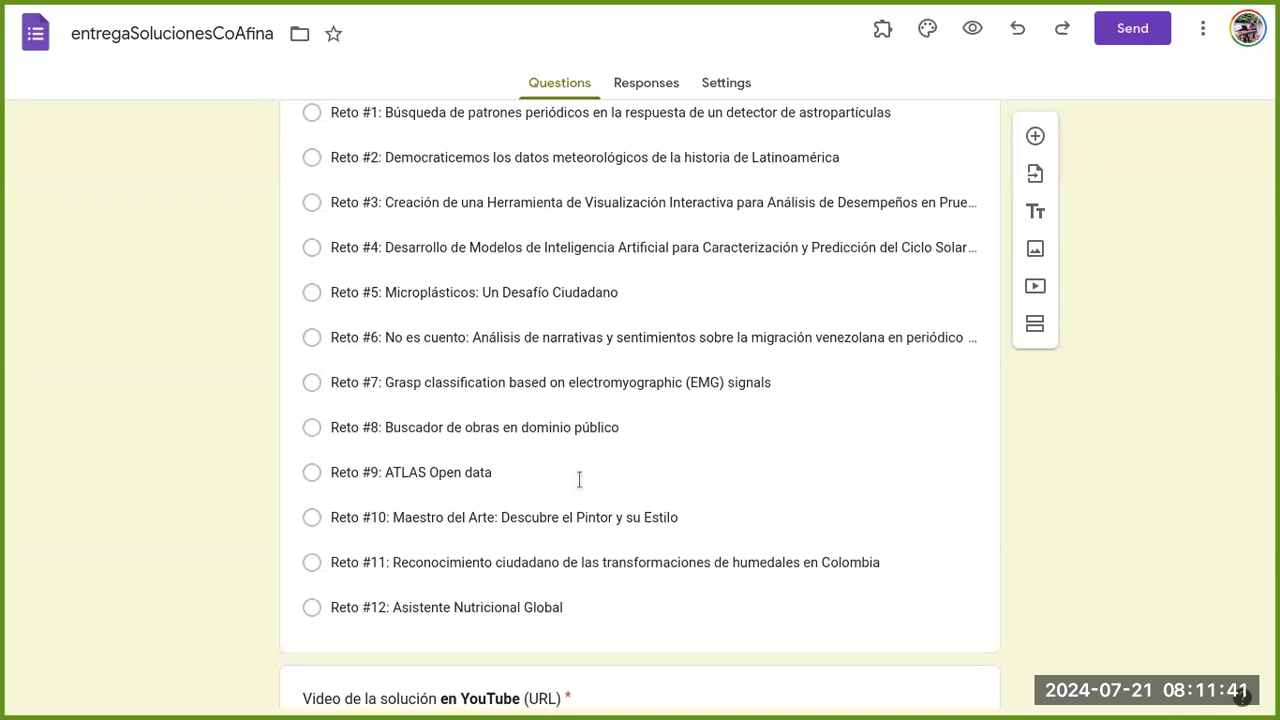 entregaSolucionesCoAfina
Send
Questions Responses Settings
Reto #1: Búsqueda de patrones periódicos en la respuesta de un detector de astropartículas
Reto #2: Democraticemos los datos meteorológicos de la historia de Latinoamérica
Reto #3: Creación de una Herramienta de Visualización Interactiva para Análisis de Desempeños en Prue...
Reto #4: Desarrollo de Modelos de Inteligencia Artificial para Caracterización y Predicción del Ciclo Solar...
Reto #5: Microplásticos: Un Desafío Ciudadano
Reto #6: No es cuento: Análisis de narrativas y sentimientos sobre la migración venezolana en periódico ...
Reto #7: Grasp classification based on electromyographic (EMG) signals
Reto #8: Buscador de obras en dominio público
Reto #9: ATLAS Open data
Reto #10: Maestro del Arte: Descubre el Pintor y su Estilo
Reto #11: Reconocimiento ciudadano de las transformaciones de humedales en Colombia
Reto #12: Asistente Nutricional Global
Video de la solución en YouTube (URL) *
2024-07-21 08:11:41